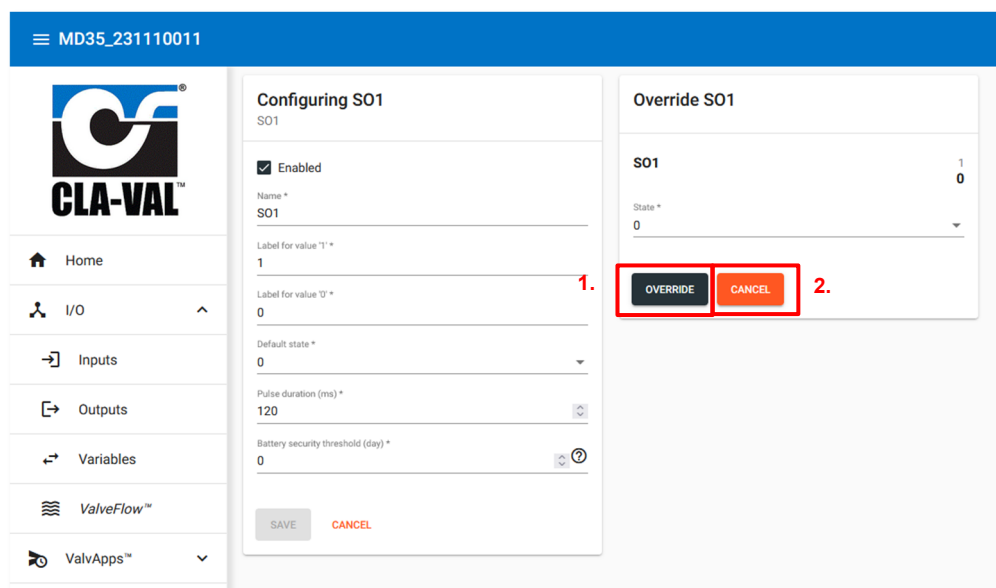 MD35_231110011
®
CLA-VAL™
Home
I/O
Inputs
Outputs
Variables
ValveFlow™
ValvApps™
Configuring SO1
SO1
Enabled
Name *
SO1
Label for value '1' *
1
Label for value '0' *
0
Default state *
0
Pulse duration (ms) *
120
Battery security threshold (day) *
0
SAVE CANCEL
Override SO1
SO1 1
0
State *
0
1. OVERRIDE CANCEL 2.